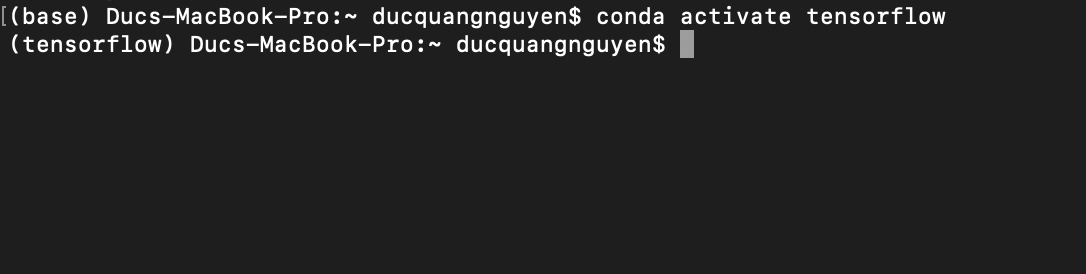 [(base) Ducs-MacBook-Pro:~ ducquangnguyen$ conda activate tensorflow
(tensorflow) Ducs-MacBook-Pro:~ ducquangnguyen$